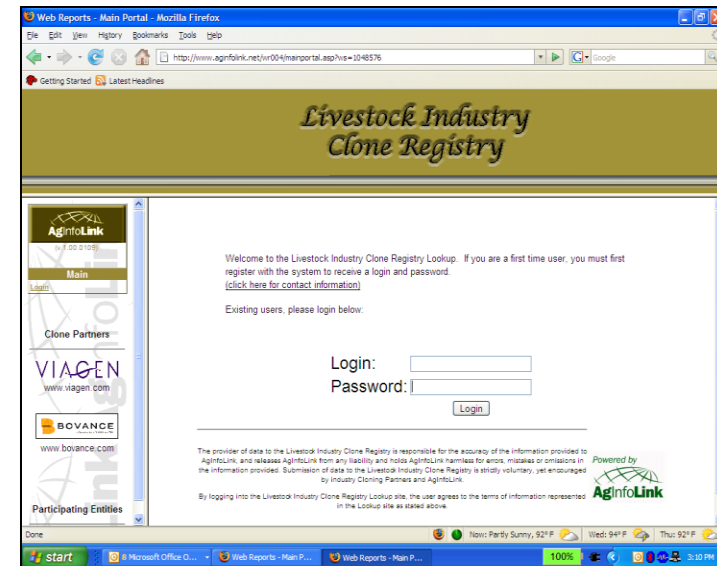 Web Reports - Main Portal - Mozilla Firefox
File Edit View History Bookmarks Tools Help
http://www.aginfolink.net/wr004/mainportal.asp?ws=1048576
Google
Getting Started Latest Headlines
Livestock Industry
Clone Registry
AgInfoLink
(v 1.00.0109)
Main
Login
Clone Partners
VIAGEN
www.viagen.com
BOVANCE
www.bovance.com
Participating Entities
Welcome to the Livestock Industry Clone Registry Lookup. If you are a first time user, you must first
register with the system to receive a login and password.
(click here for contact information)
Existing users, please login below:
Login:
Password:
Login
The provider of data to the Livestock Industry Clone Registry is responsible for the accuracy of the information provided to
AgInfoLink, and releases AgInfoLink from any liability and holds AgInfoLink harmless for errors, mistakes or omissions in
the information provided. Submission of data to the Livestock Industry Clone Registry is strictly voluntary, yet encouraged
by industry Cloning Partners and AgInfoLink.
By logging into the Livestock Industry Clone Registry Lookup site, the user agrees to the terms of information represented
in the Lookup site as stated above.
Powered by
AgInfoLink
Done
Now: Partly Sunny, 92° F
Wed: 94° F
Thu: 92° F
start
8 Microsoft Office O...
Web Reports - Main P...
Web Reports - Main P...
100%
3:10 PM